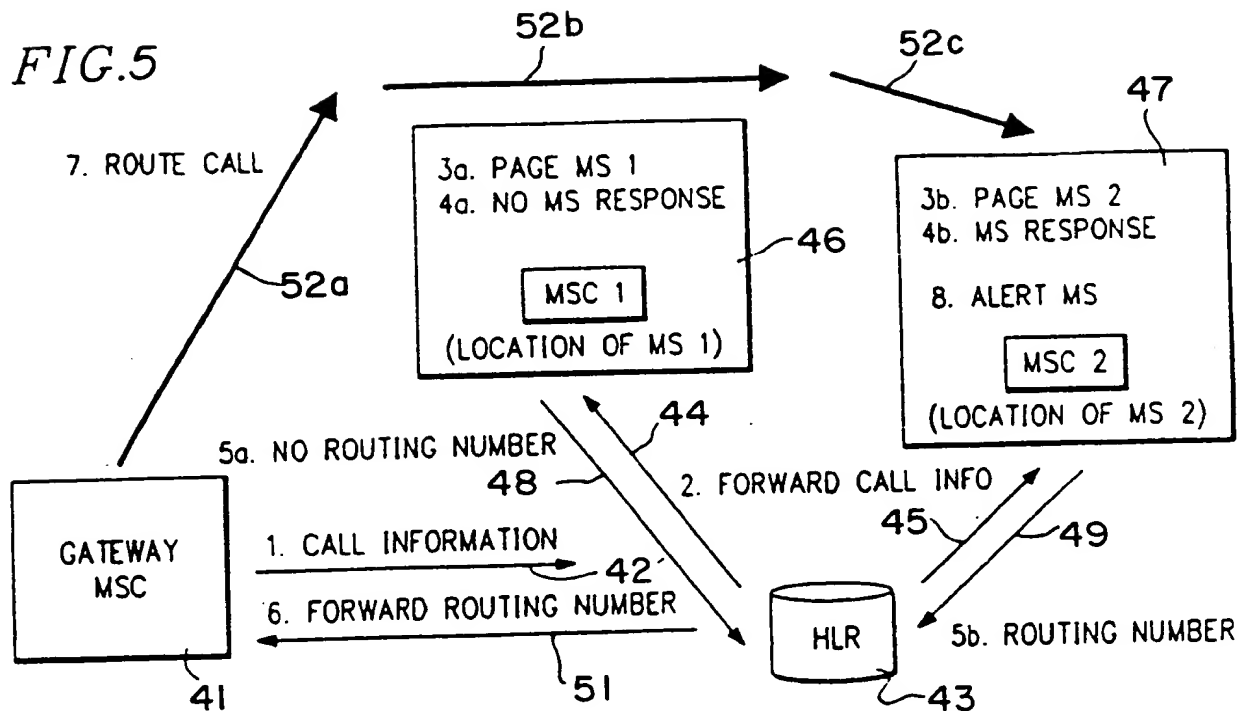 FIG.5
52b
52c
47
7. ROUTE CALL
52a
3a. PAGE MS 1
4a. NO MS RESPONSE
46
MSC 1
(LOCATION OF MS 1)
3b. PAGE MS 2
4b. MS RESPONSE
8. ALERT MS
MSC 2
(LOCATION OF MS 2)
5a. NO ROUTING NUMBER
48
44
2. FORWARD CALL INFO
45
49
GATEWAY
MSC
41
1. CALL INFORMATION
42
6. FORWARD ROUTING NUMBER
51
HLR
43
5b. ROUTING NUMBER